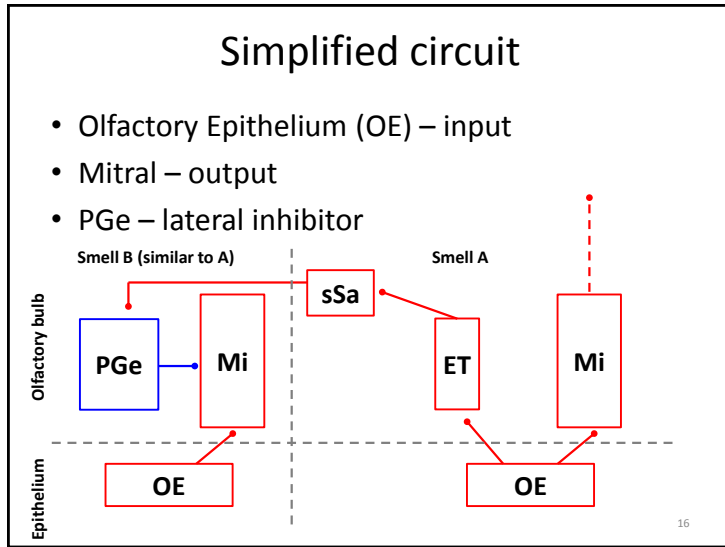 Simplified circuit
• Olfactory Epithelium (OE) – input
• Mitral – output
• PGe – lateral inhibitor
Smell B (similar to A)
Smell A
sSa
Olfactory bulb
PGe
Mi
ET
Mi
Epithelium
OE
OE
16